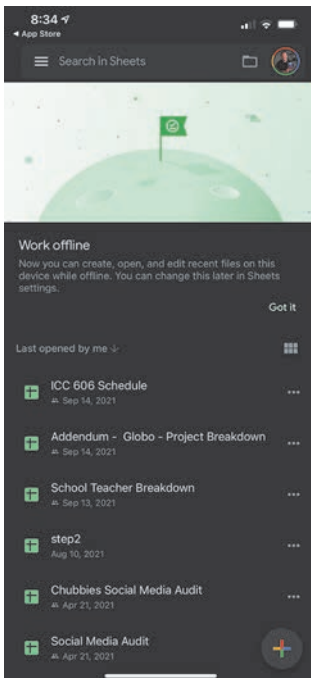 8:34
App Store
Search in Sheets
Work offline
Now you can create, open, and edit recent files on this
device while offline. You can change this later in Sheets
settings.
Got it
Last opened by me ↓
ICC 606 Schedule
Sep 14, 2021
Addendum - Globo - Project Breakdown
Sep 14, 2021
School Teacher Breakdown
Sep 13, 2021
step2
Aug 10, 2021
Chubbies Social Media Audit
Apr 21, 2021
Social Media Audit
Apr 21, 2021